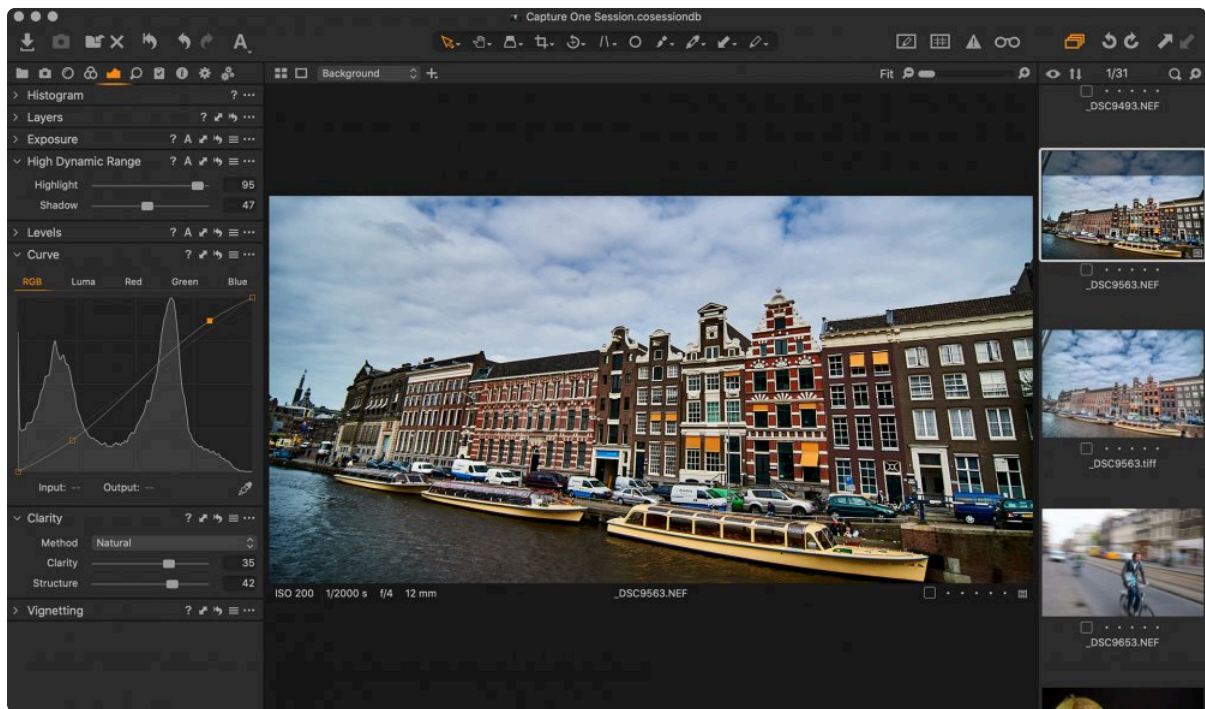 Capture One Session.cosessiondb
A
Background
Fit
1/31
Histogram
? ...
Layers
?
...
Exposure
? A
...
High Dynamic Range
? A
...
Highlight
95
Shadow
47
Levels
? A
...
Curve
?
...
RGB Luma Red Green Blue
Input: -- Output: --
Clarity
?
...
Method Natural
Clarity
35
Structure
42
Vignetting
?
...
ISO 200 1/2000 s f/4 12 mm
_DSC9563.NEF
_DSC9493.NEF
_DSC9563.NEF
_DSC9563.tiff
_DSC9653.NEF